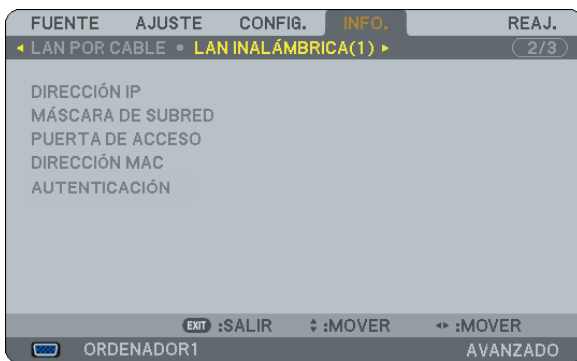 FUENTE AJUSTE CONFIG. INFO. REAJ.
LAN POR CABLE • LAN INALÁMBRICA(1) 2/3
DIRECCIÓN IP
MÁSCARA DE SUBRED
PUERTA DE ACCESO
DIRECCIÓN MAC
AUTENTICACIÓN
EXIT :SALIR :MOVER :MOVER
ORDENADOR1 AVANZADO